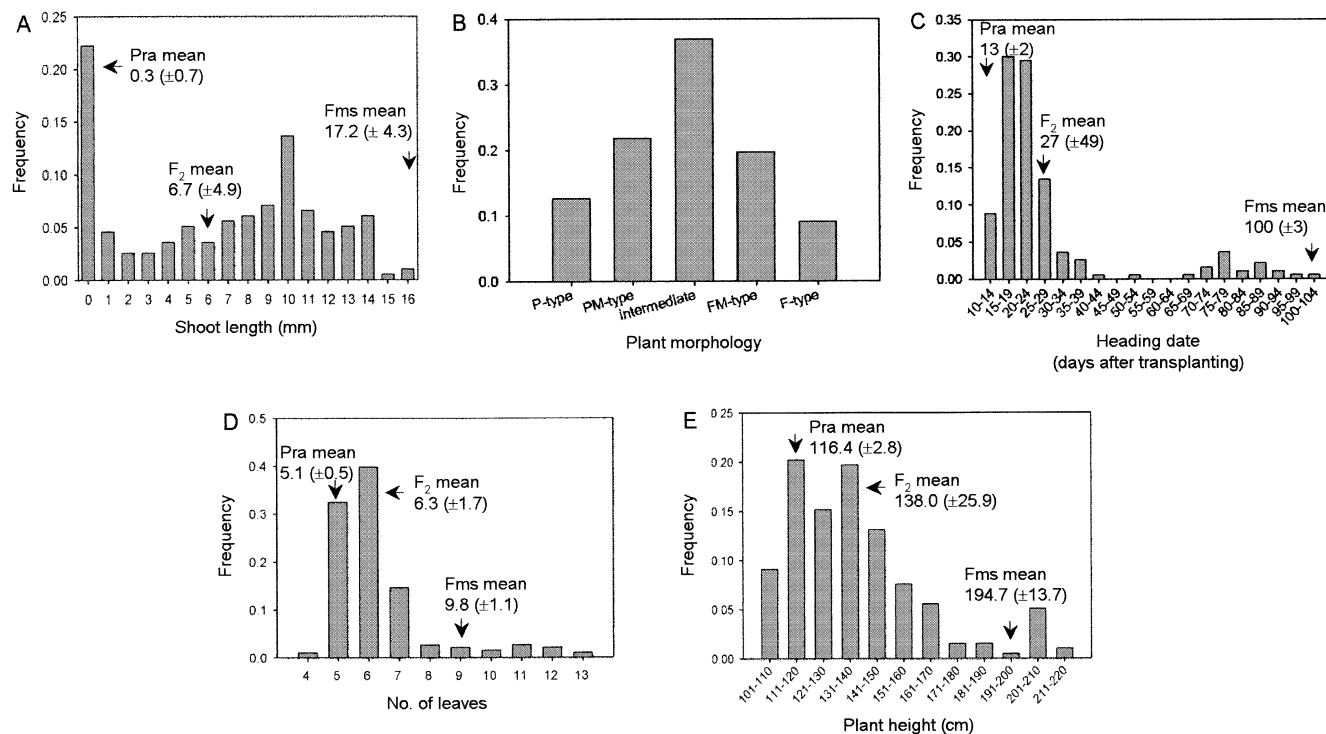 A
0.25
0.20
0.15
0.10
0.05
0.00
Frequency
Pra mean
0.3 (±0.7)
F2 mean
6.7 (±4.9)
Fms mean
17.2 (± 4.3)
0 1 2 3 4 5 6 7 8 9 10 11 12 13 14 15 16
Shoot length (mm)
B
0.4
0.3
0.2
0.1
0.0
Frequency
P-type PM-type intermediate FM-type F-type
Plant morphology
C
0.35
0.30
0.25
0.20
0.15
0.10
0.05
0.00
Frequency
Pra mean
13 (±2)
F2 mean
27 (±49)
Fms mean
100 (±3)
10-14 15-19 20-24 25-29 30-34 35-39 40-44 45-49 50-54 55-59 60-64 65-69 70-74 75-79 80-84 85-89 90-94 95-99 100-104
Heading date
(days after transplanting)
D
0.5
0.4
0.3
0.2
0.1
0.0
Frequency
Pra mean
5.1 (±0.5)
F2 mean
6.3 (±1.7)
Fms mean
9.8 (±1.1)
4 5 6 7 8 9 10 11 12 13
No. of leaves
E
0.25
0.20
0.15
0.10
0.05
0.00
Frequency
Pra mean
116.4 (±2.8)
F2 mean
138.0 (±25.9)
Fms mean
194.7 (±13.7)
101-110 111-120 121-130 131-140 141-150 151-160 161-170 171-180 181-190 191-200 201-210 211-220
Plant height (cm)